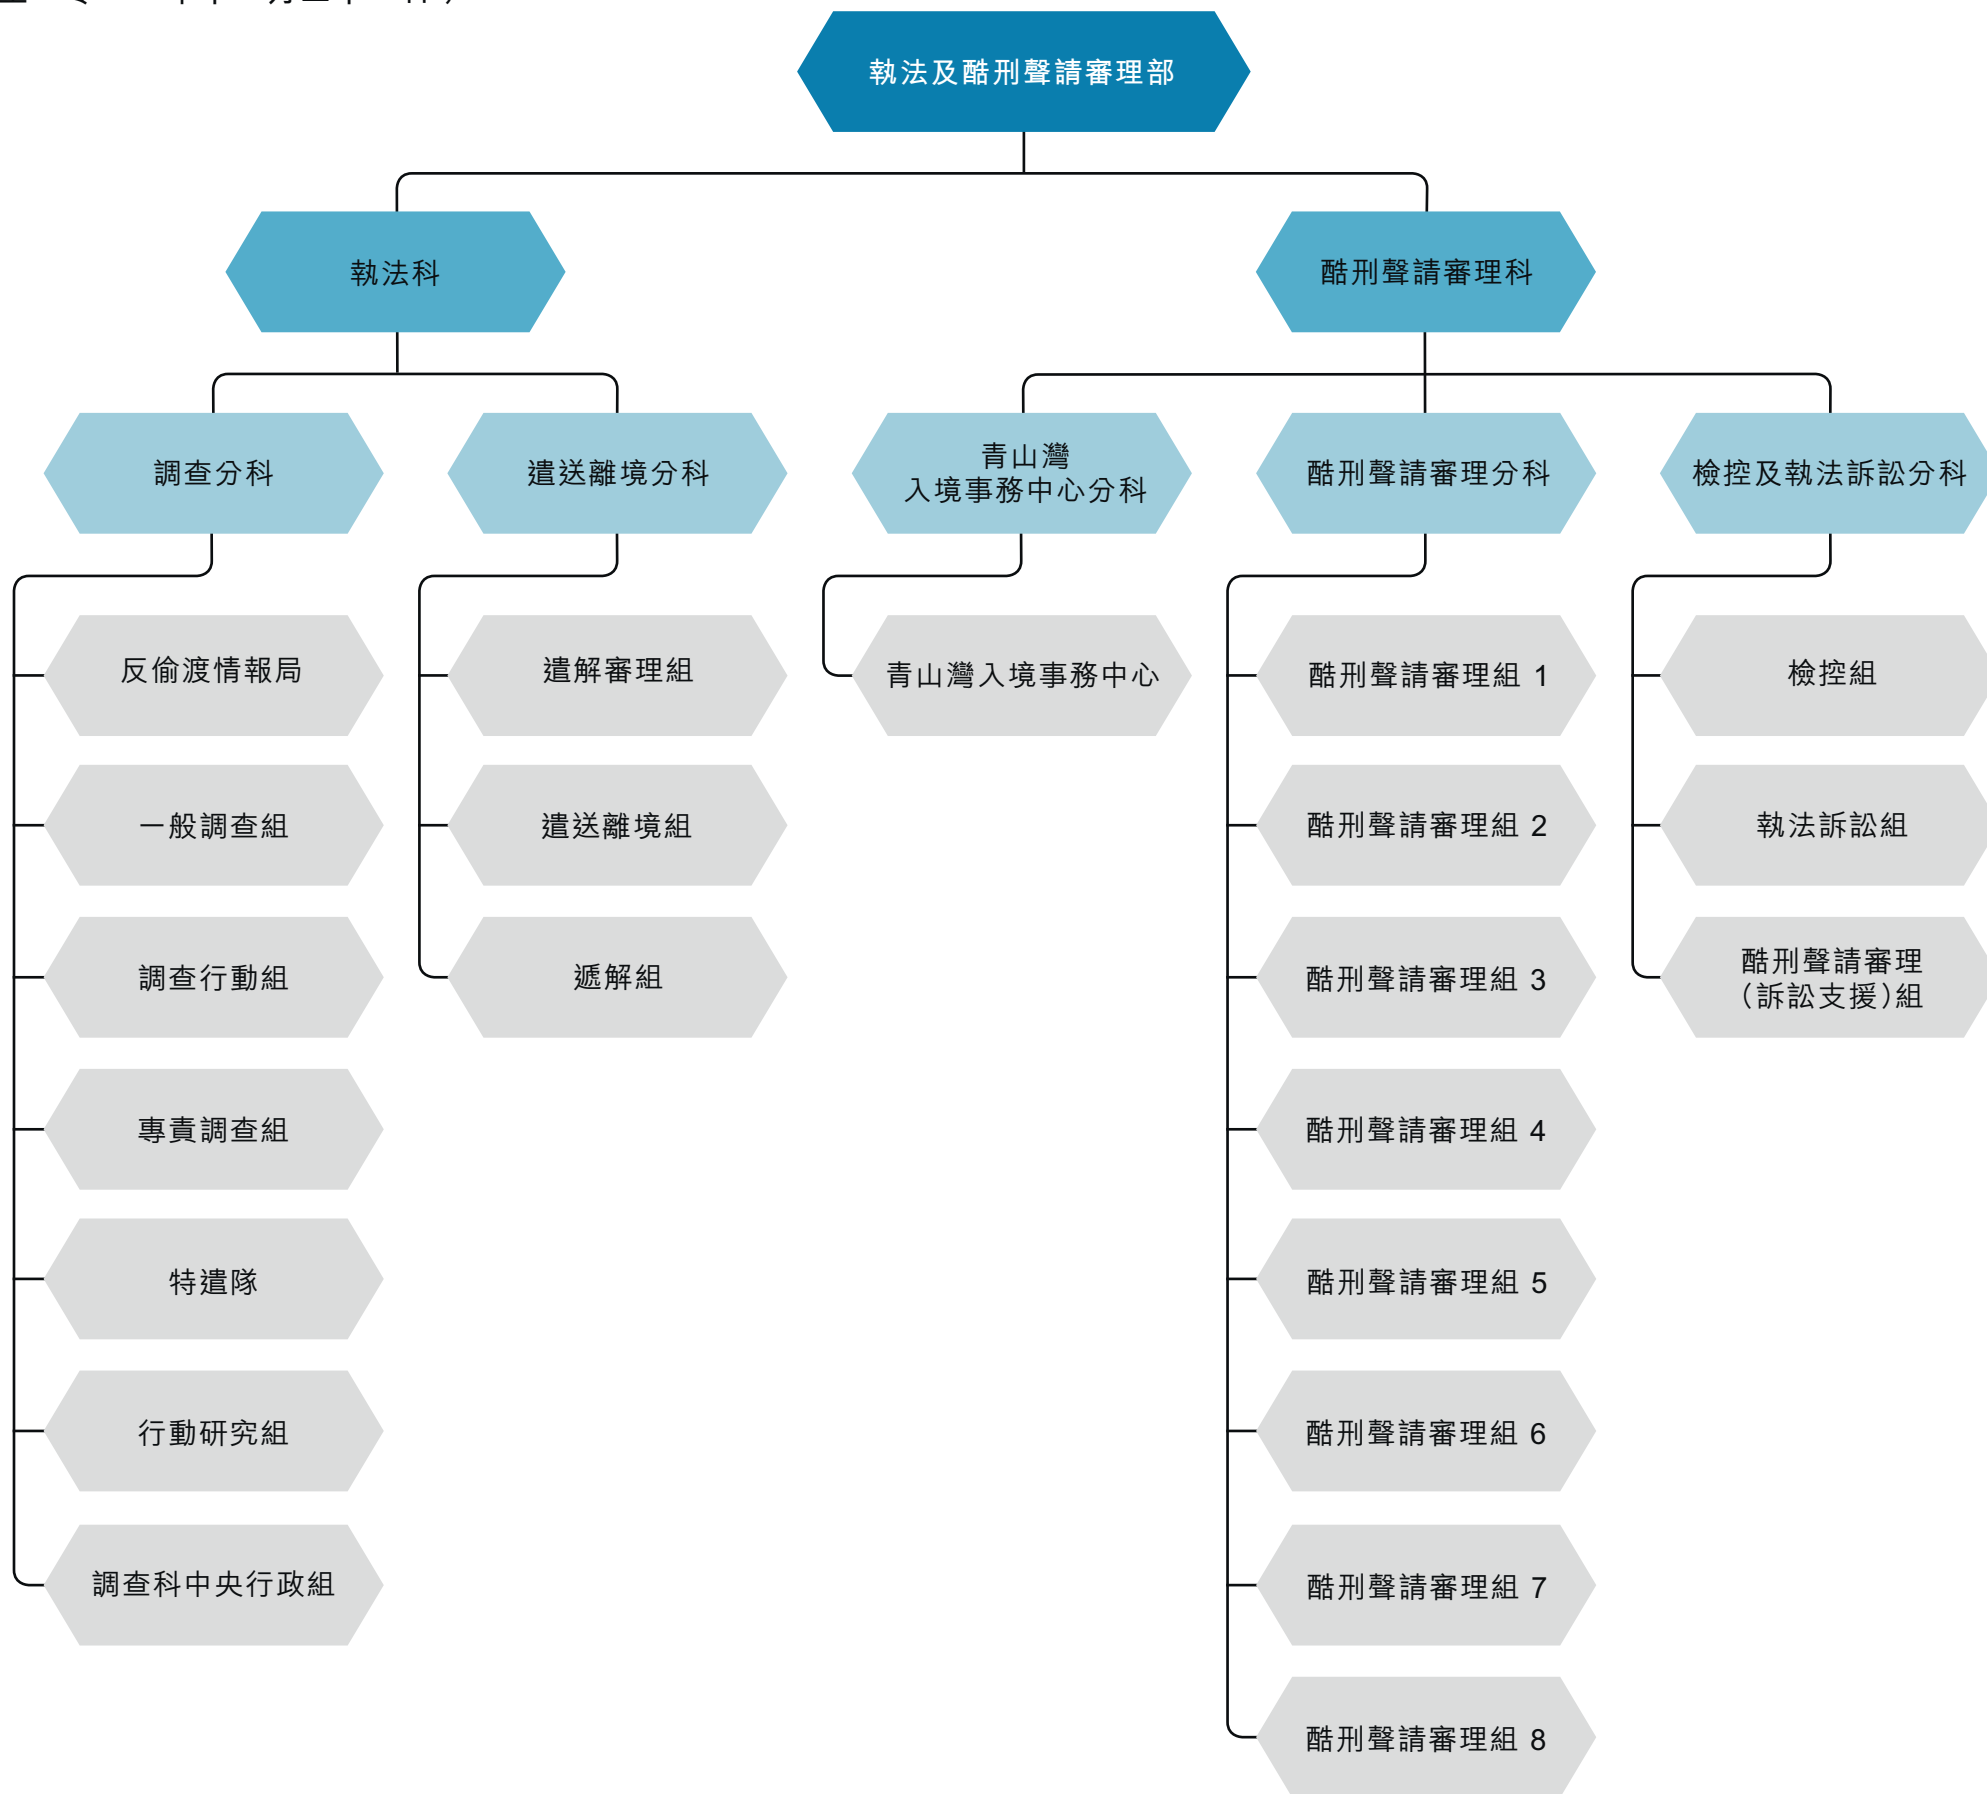 執法及酷刑聲請審理部
執法科
酷刑聲請審理科
調查分科
遣送離境分科
青山灣
入境事務中心分科
酷刑聲請審理分科
檢控及執法訴訟分科
反偷渡情報局
一般調查組
調查行動組
專責調查組
特遣隊
行動研究組
調查科中央行政組
遣解審理組
遣送離境組
遞解組
青山灣入境事務中心
酷刑聲請審理組 1
酷刑聲請審理組 2
酷刑聲請審理組 3
酷刑聲請審理組 4
酷刑聲請審理組 5
酷刑聲請審理組 6
酷刑聲請審理組 7
酷刑聲請審理組 8
檢控組
執法訴訟組
酷刑聲請審理
(訴訟支援)組